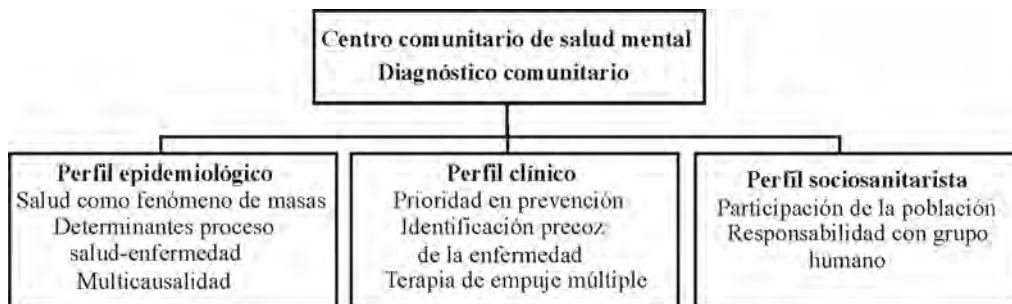 Centro comunitario de salud mental
Diagnóstico comunitario
Perfil epidemiológico
Salud como fenómeno de masas
Determinantes proceso
salud-enfermedad
Multicausalidad
Perfil clínico
Prioridad en prevención
Identificación precoz
de la enfermedad
Terapia de empuje múltiple
Perfil sociosanitarista
Participación de la población
Responsabilidad con grupo
humano